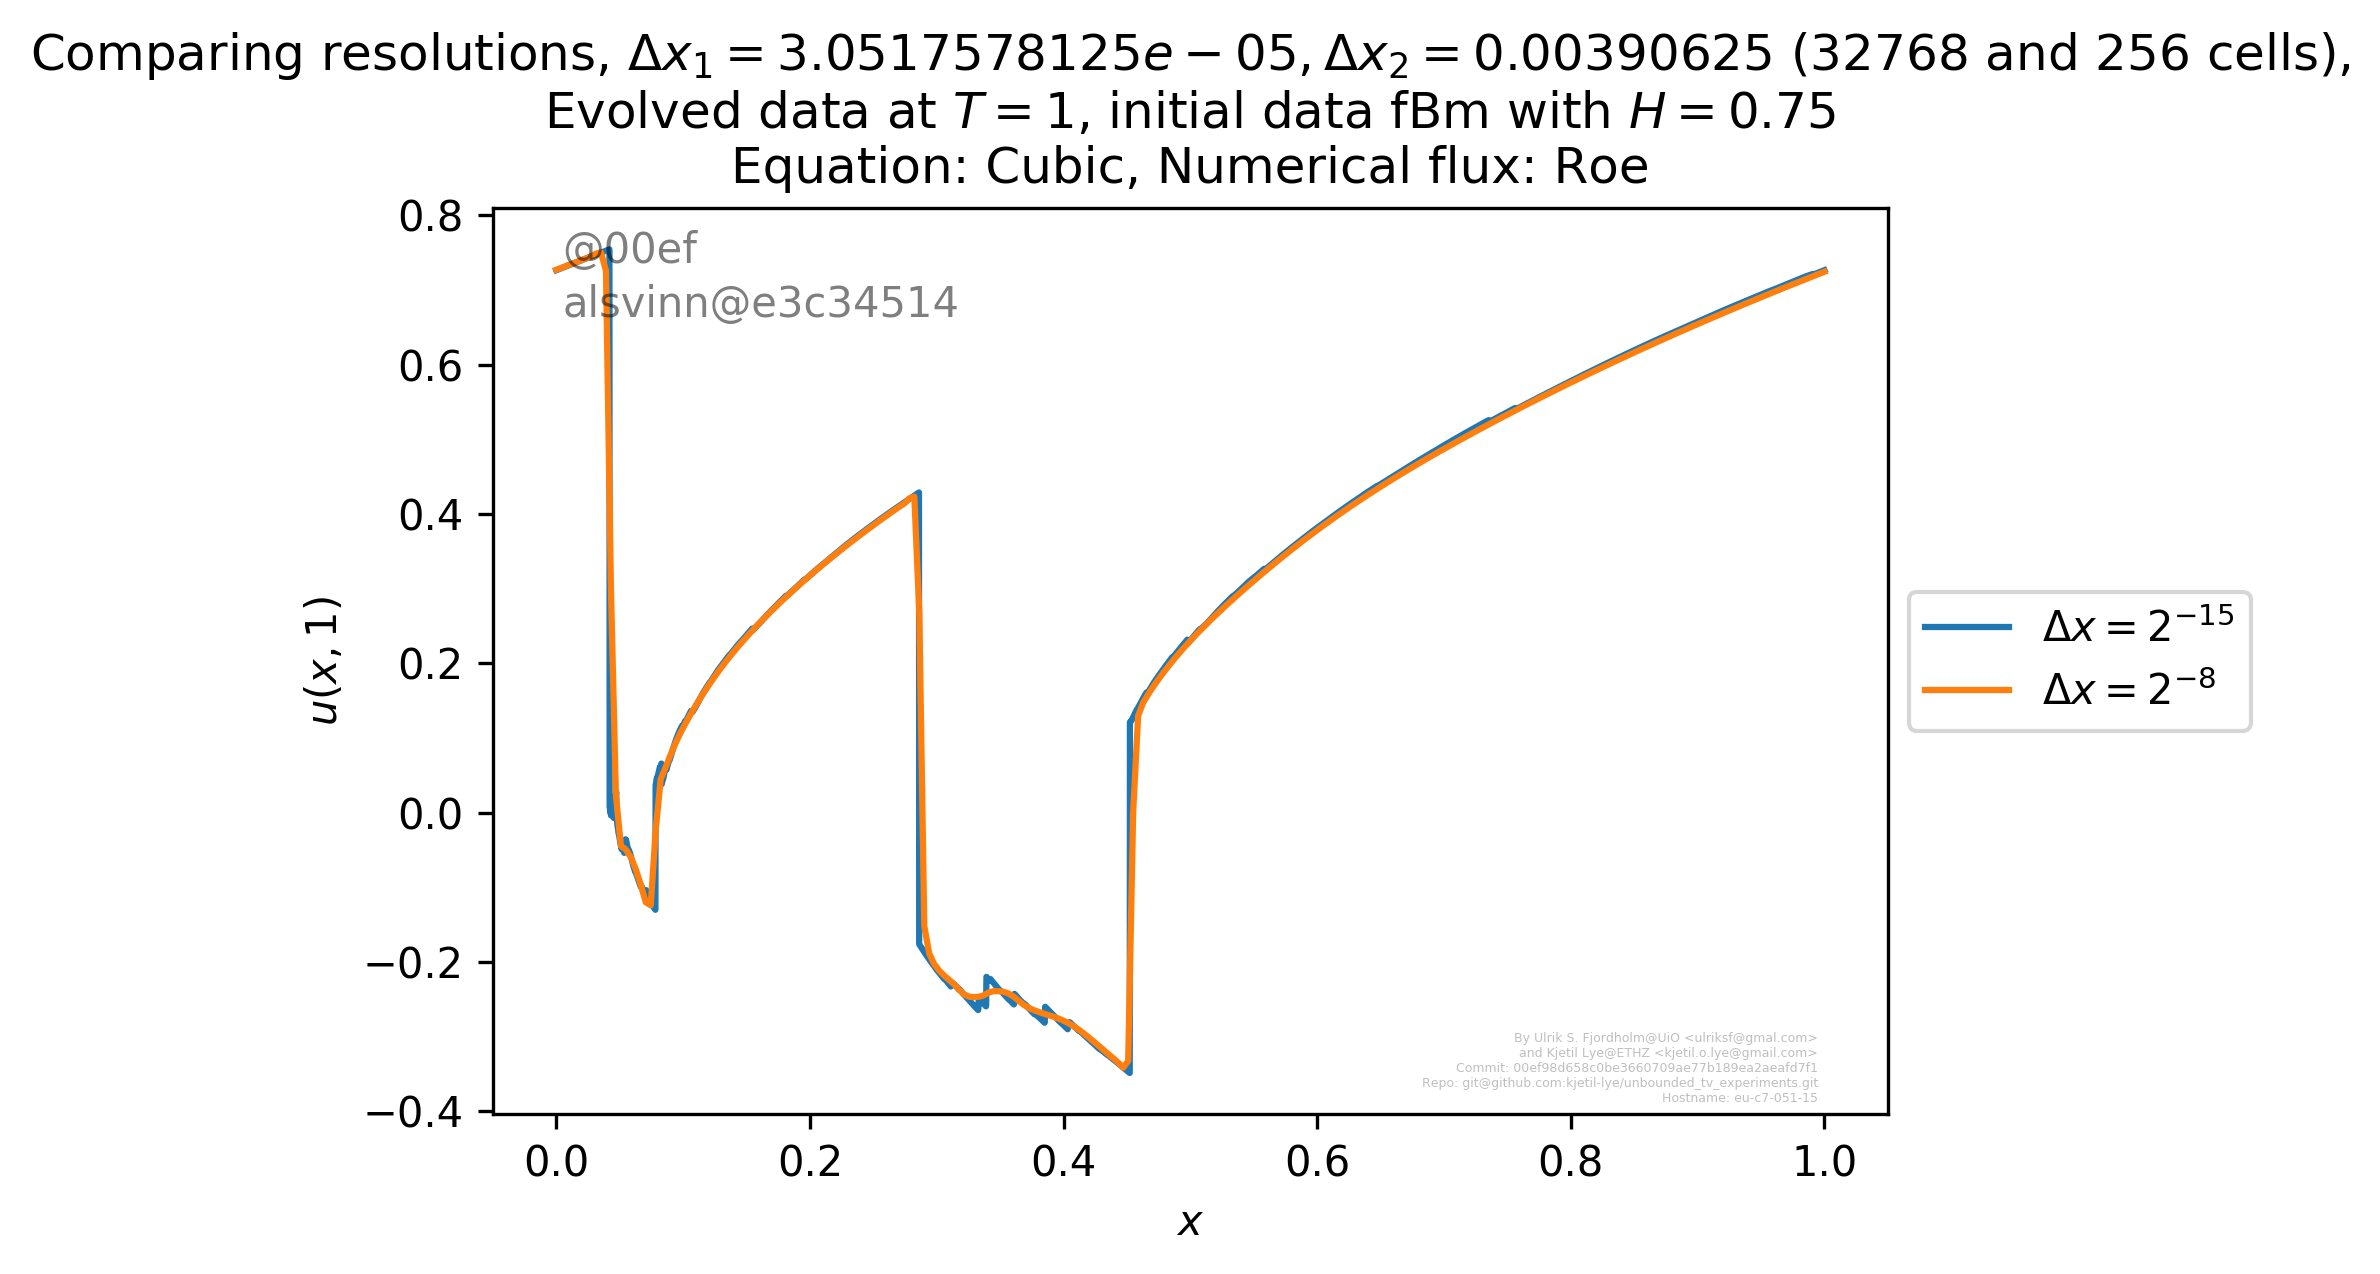 Comparing resolutions, Δx₁ = 3.0517578125e − 05, Δx₂ = 0.00390625 (32768 and 256 cells),
Evolved data at T = 1, initial data fBm with H = 0.75
Equation: Cubic, Numerical flux: Roe
@00ef
alsvinn@e3c34514
0.8
0.6
0.4
0.2
0.0
−0.2
−0.4
u(x, 1)
Δx = 2⁻¹⁵
Δx = 2⁻⁸
By Ulrik S. Fjordholm@UiO <ulriksf@gmal.com>
and Kjetil Lye@ETHZ <kjetil.o.lye@gmail.com>
Commit: 00ef98d658c0be3660709ae77b189ea2aeafd7f1
Repo: git@github.com:kjetil-lye/unbounded_tv_experiments.git
Hostname: eu-c7-051-15
0.0 0.2 0.4 0.6 0.8 1.0
x